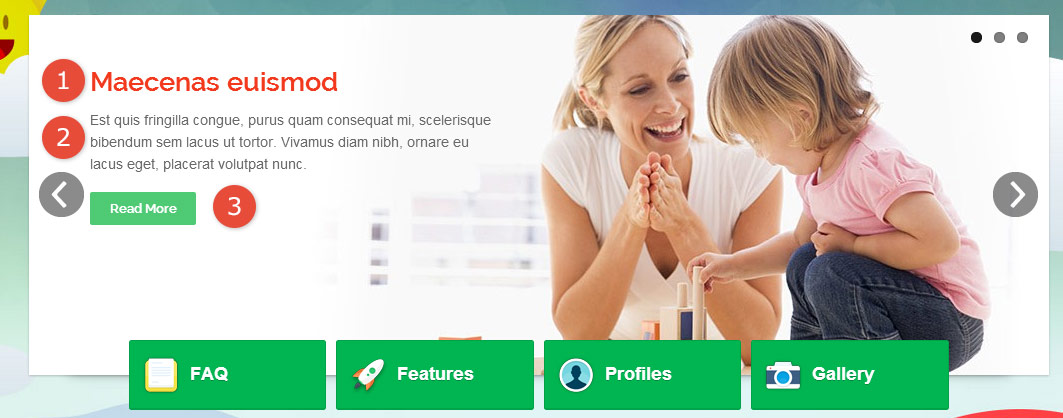 1 Maecenas euismod
2 Est quis fringilla congue, purus quam consequat mi, scelerisque
bibendum sem lacus ut tortor. Vivamus diam nibh, ornare eu
lacus eget, placerat volutpat nunc.
Read More 3
FAQ Features Profiles Gallery